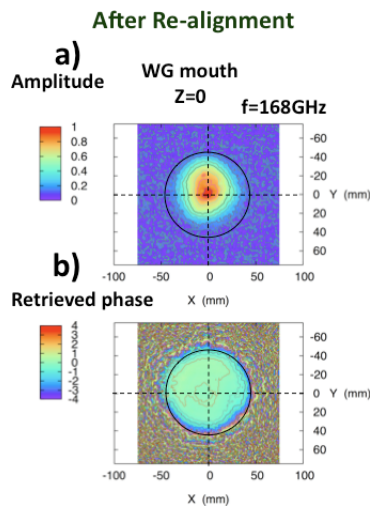 After Re-alignment
a)
Amplitude
WG mouth
Z=0
f=168GHz
1
0.8
0.6
0.4
0.2
0
-60
-40
-20
0
20
40
60
Y (mm)
-100 -50 0 50 100
X (mm)
b)
Retrieved phase
4
3
2
1
0
-1
-2
-3
-4
-60
-40
-20
0
20
40
60
Y (mm)
-100 -50 0 50 100
X (mm)